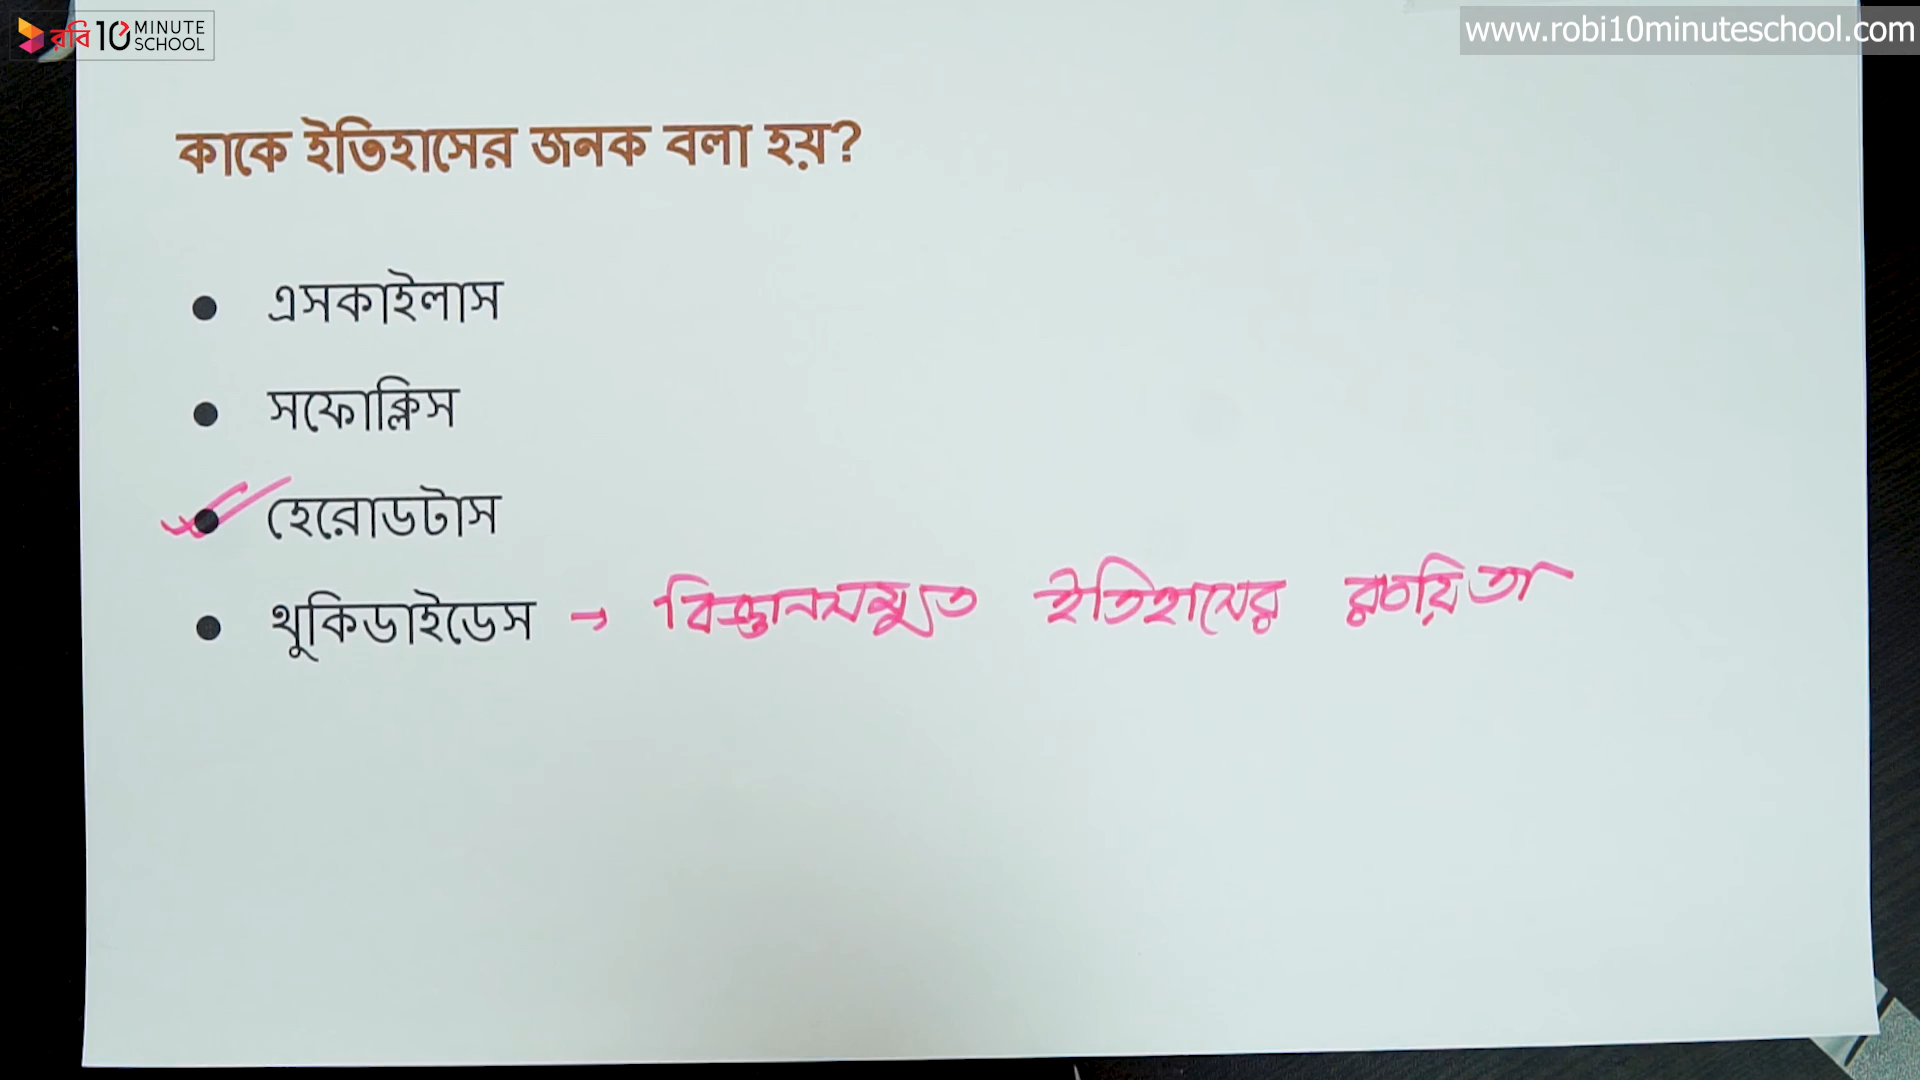 রবি 10 MINUTE SCHOOL
www.robi10minuteschool.com
কাকে ইতিহাসের জনক বলা হয়?
● এসকাইলাস
● সফোক্লিস
● হেরোডটাস
● থুকিডাইডেস → বিজ্ঞানসম্মত ইতিহাসের রচয়িতা